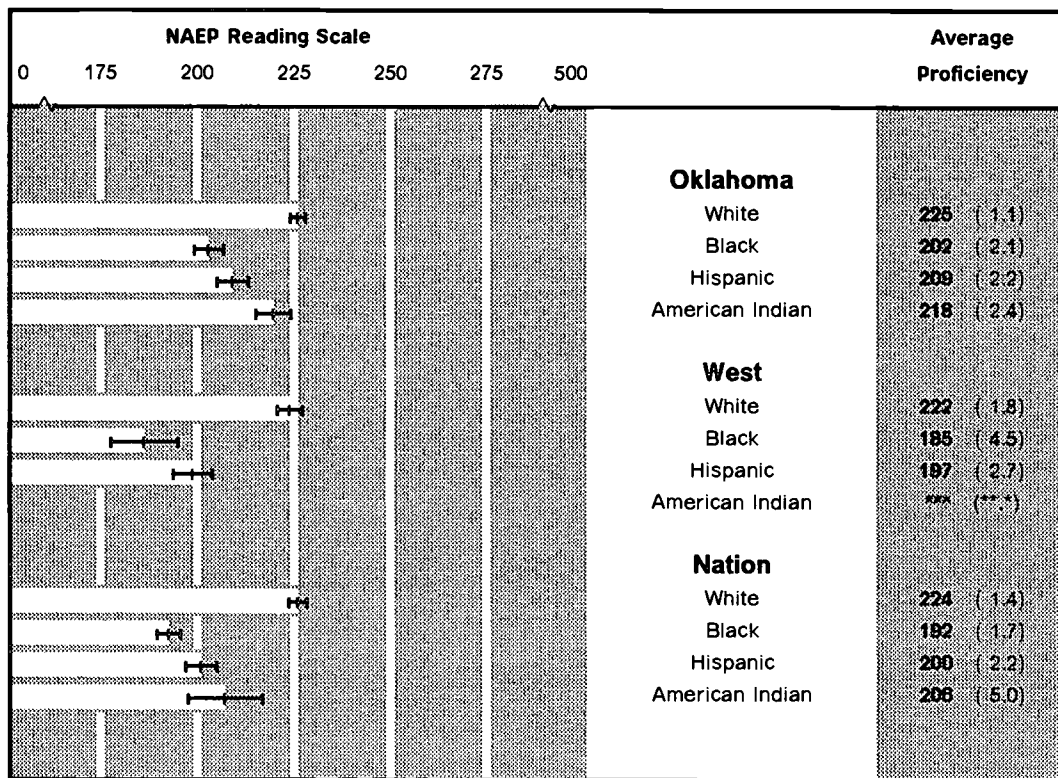 NAEP Reading Scale Average
0 175 200 225 250 275 500 Proficiency
Oklahoma
White 225 ( 1.1)
Black 202 ( 2.1)
Hispanic 209 ( 2.2)
American Indian 218 ( 2.4)
West
White 222 ( 1.8)
Black 185 ( 4.5)
Hispanic 197 ( 2.7)
American Indian *** (**.*)
Nation
White 224 ( 1.4)
Black 192 ( 1.7)
Hispanic 200 ( 2.2)
American Indian 206 ( 5.0)